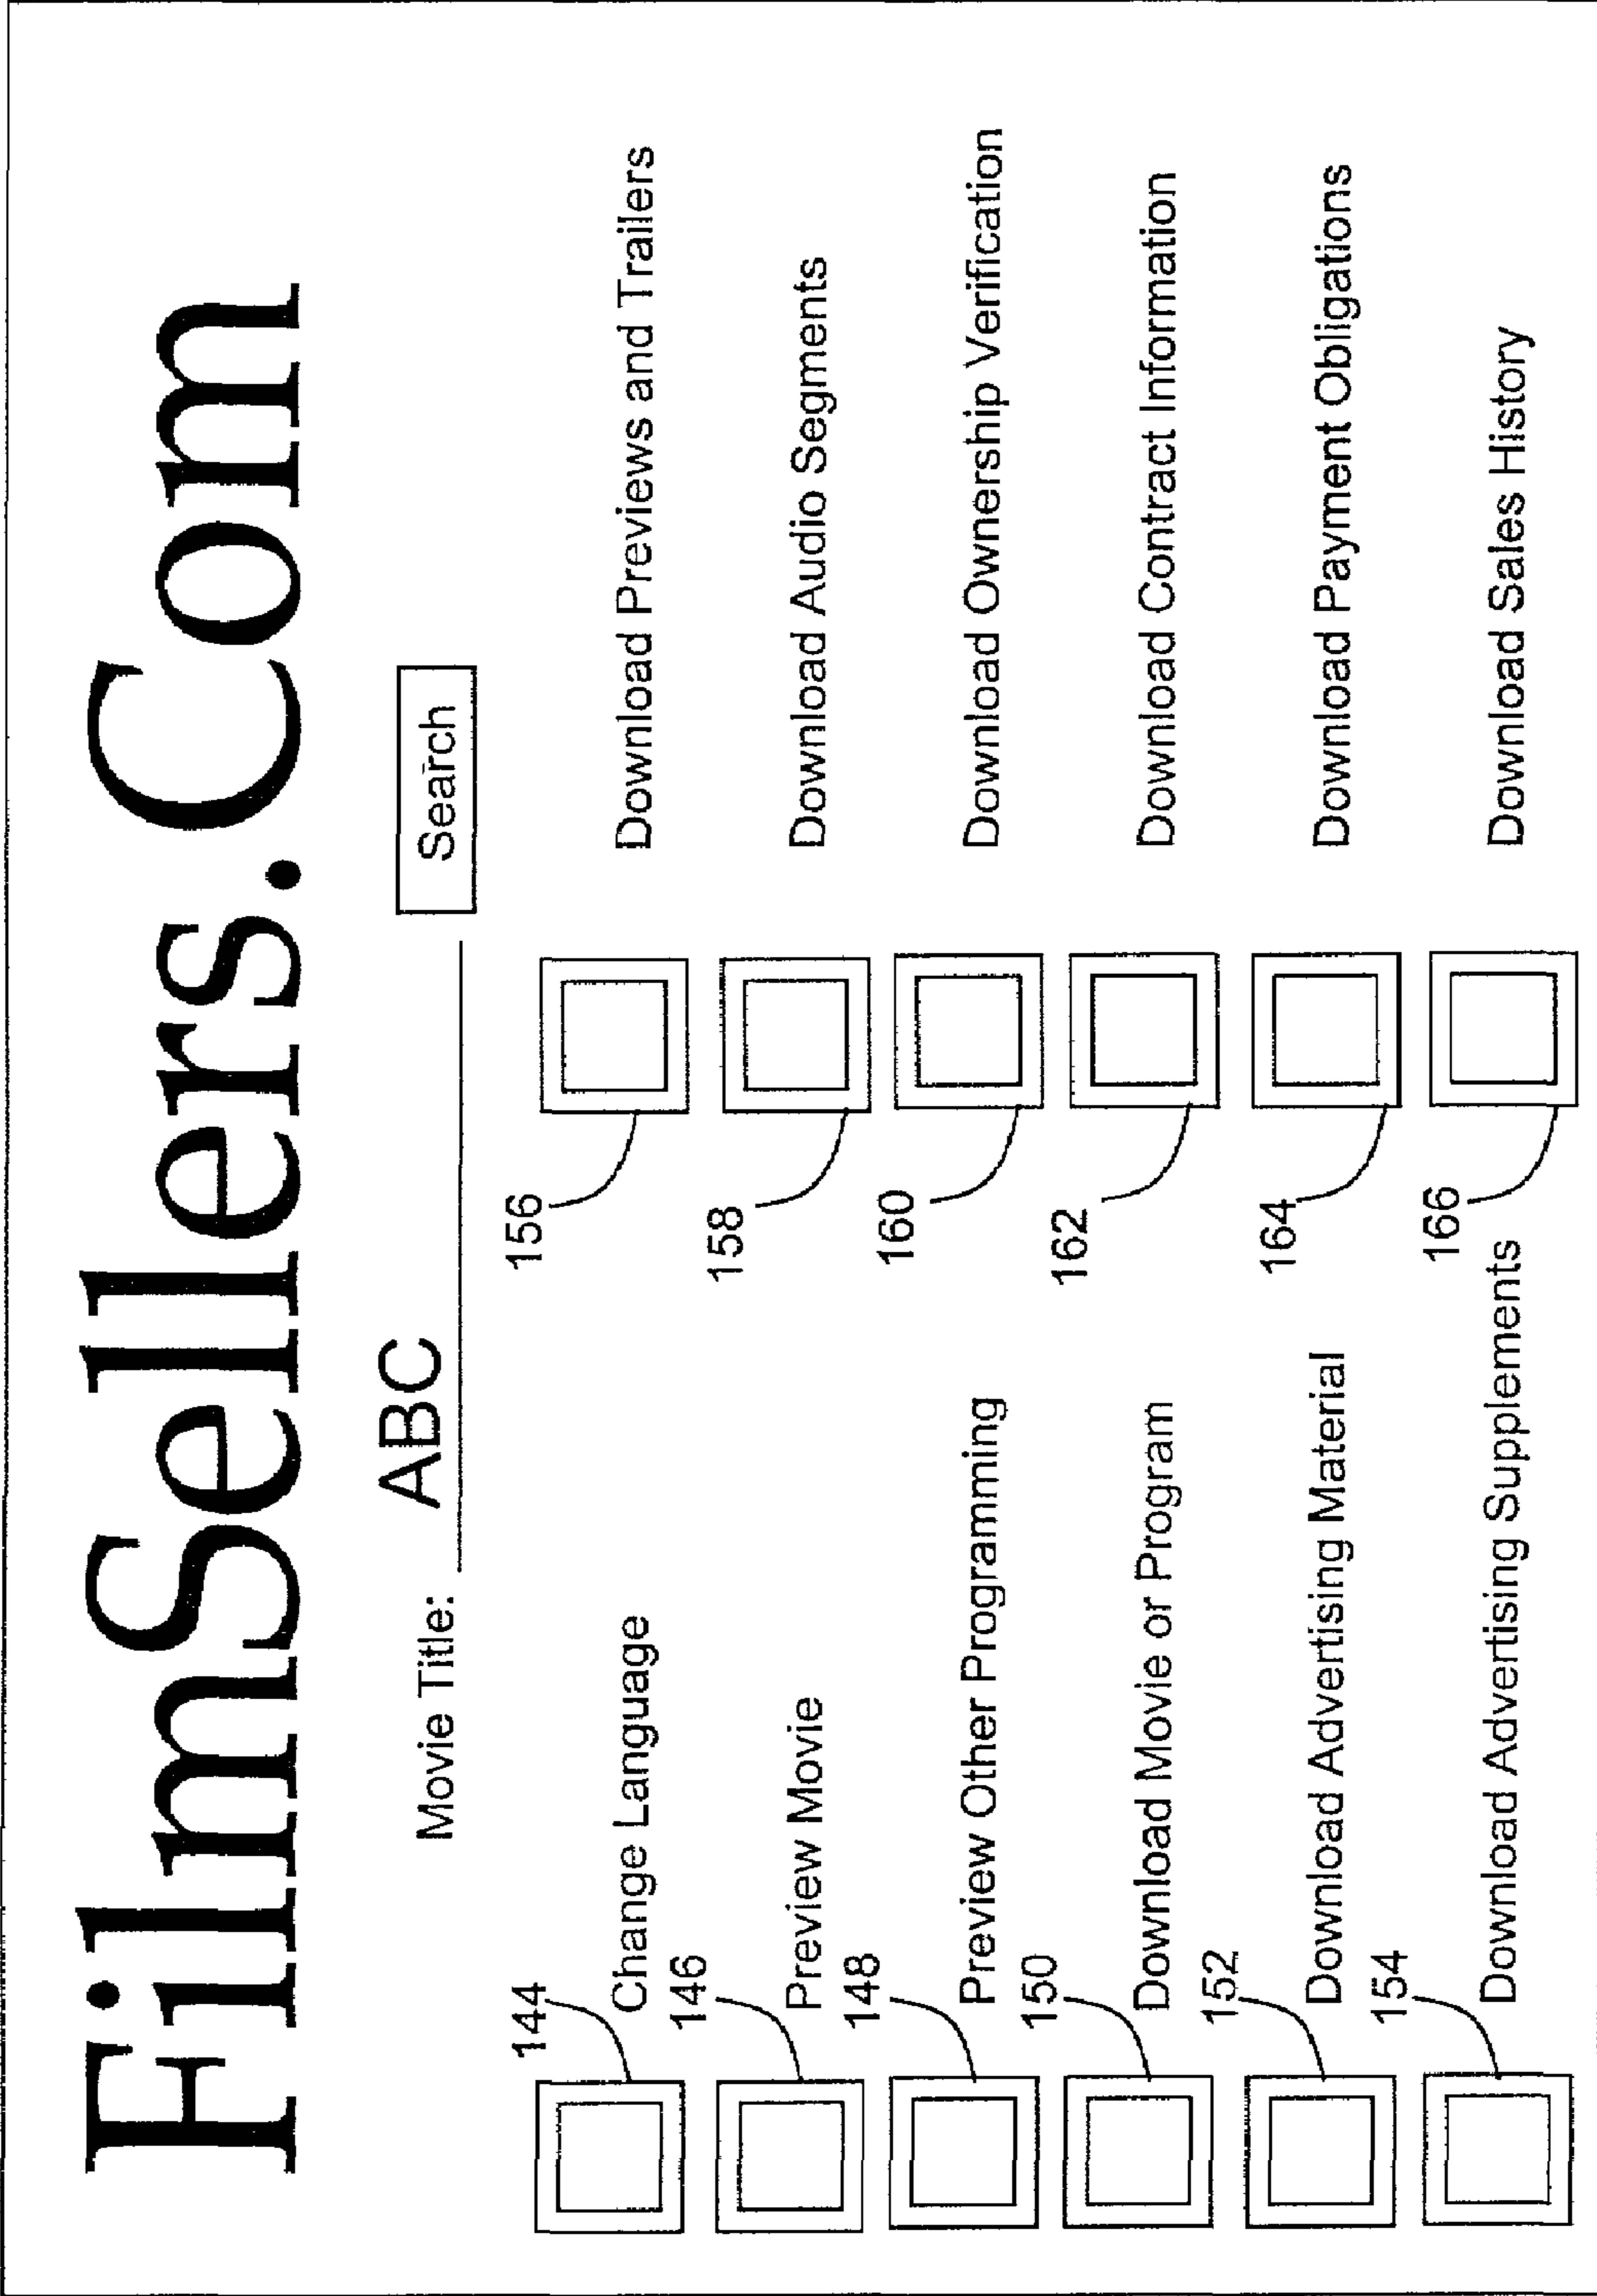 FilmSellers.Com
Movie Title: ABC Search
144
Change Language
146
Preview Movie
148
Preview Other Programming
150
Download Movie or Program
152
Download Advertising Material
154
Download Advertising Supplements
156
Download Previews and Trailers
158
Download Audio Segments
160
Download Ownership Verification
162
Download Contract Information
164
Download Payment Obligations
166
Download Sales History